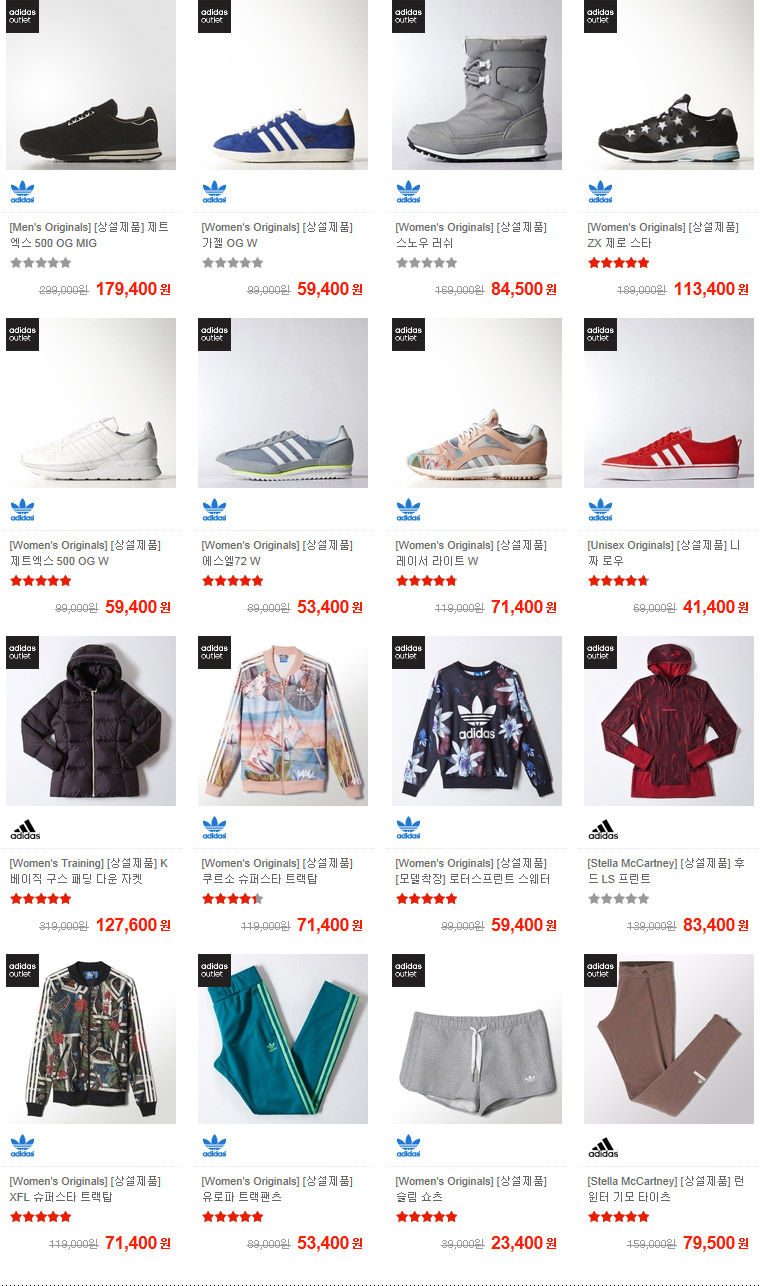 adidas
outlet
adidas
outlet
adidas
outlet
adidas
outlet
adidas
adidas
adidas
adidas
[Men's Originals] [상설제품] 제트
엑스 500 OG MIG
299,000원 179,400 원
[Women's Originals] [상설제품]
가젤 OG W
99,000원 59,400 원
[Women's Originals] [상설제품]
스노우 러쉬
169,000원 84,500 원
[Women's Originals] [상설제품]
ZX 제로 스타
189,000원 113,400 원
adidas
outlet
adidas
outlet
adidas
outlet
adidas
outlet
adidas
adidas
adidas
adidas
[Women's Originals] [상설제품]
제트엑스 500 OG W
99,000원 59,400 원
[Women's Originals] [상설제품]
에스엘72 W
89,000원 53,400 원
[Women's Originals] [상설제품]
레이서 라이트 W
119,000원 71,400 원
[Unisex Originals] [상설제품] 니
짜 로우
69,000원 41,400 원
adidas
outlet
adidas
outlet
adidas
outlet
adidas
outlet
adidas
adidas
adidas
adidas
adidas
[Women's Training] [상설제품] K
베이직 구스 패딩 다운 자켓
319,000원 127,600 원
[Women's Originals] [상설제품]
쿠르소 슈퍼스타 트랙탑
119,000원 71,400 원
[Women's Originals] [상설제품]
[모델착장] 로터스프린트 스웨터
99,000원 59,400 원
[Stella McCartney] [상설제품] 후
드 LS 프린트
139,000원 83,400 원
adidas
outlet
adidas
outlet
adidas
outlet
adidas
outlet
adidas
adidas
adidas
adidas
[Women's Originals] [상설제품]
XFL 슈퍼스타 트랙탑
119,000원 71,400 원
[Women's Originals] [상설제품]
유로파 트랙팬츠
89,000원 53,400 원
[Women's Originals] [상설제품]
슬림 쇼츠
39,000원 23,400 원
[Stella McCartney] [상설제품] 런
윈터 기모 타이츠
159,000원 79,500 원